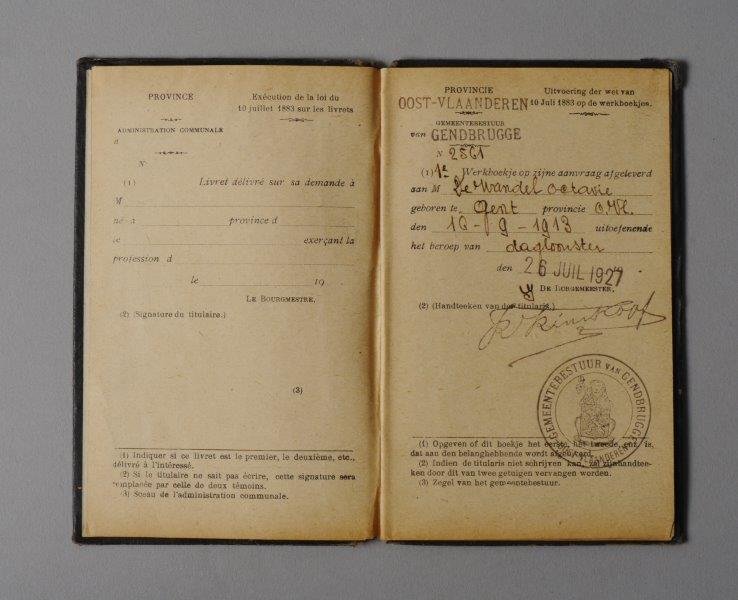 PROVINCE
Exécution de la loi du
10 juillet 1883 sur les livrets
ADMINISTRATION COMMUNALE
d
N°
(1) Livret délivré sur sa demande à
M
né à province d
le exerçant la
profession d
le 19
LE BOURGMESTRE,
(2) (Signature du titulaire.)
(3)
(1) Indiquer si ce livret est le premier, le deuxième, etc.,
délivré à l'intéressé.
(2) Si le titulaire ne sait pas écrire, cette signature sera
remplacée par celle de deux témoins.
(3) Sceau de l'administration communale.
PROVINCIE
OOST-VLAANDEREN
Uitvoering der wet van
10 Juli 1883 op de werkboekjes.
GEMEENTEBESTUUR
van GENDBRUGGE
N 2561
(1) 1e Werkboekje op zijne aanvraag afgeleverd
aan M De Wandel Octavie
geboren te Gent provincie O.Vl.
den 16-9-1913 uitoefenende
het beroep van dagloonster
den 26 JUIL 1927
DE BURGEMEESTER,
(2) (Handteeken van den titularis.)
GEMEENTEBESTUUR VAN GENDBRUGGE
VLAANDEREN
(1) Opgeven of dit boekje het eerste, het tweede, enz. is,
dat aan den belanghebbende wordt afgeleverd.
(2) Indien de titularis niet schrijven kan, zal zijn handtee-
ken door dit van twee getuigen vervangen worden.
(3) Zegel van het gemeentebestuur.